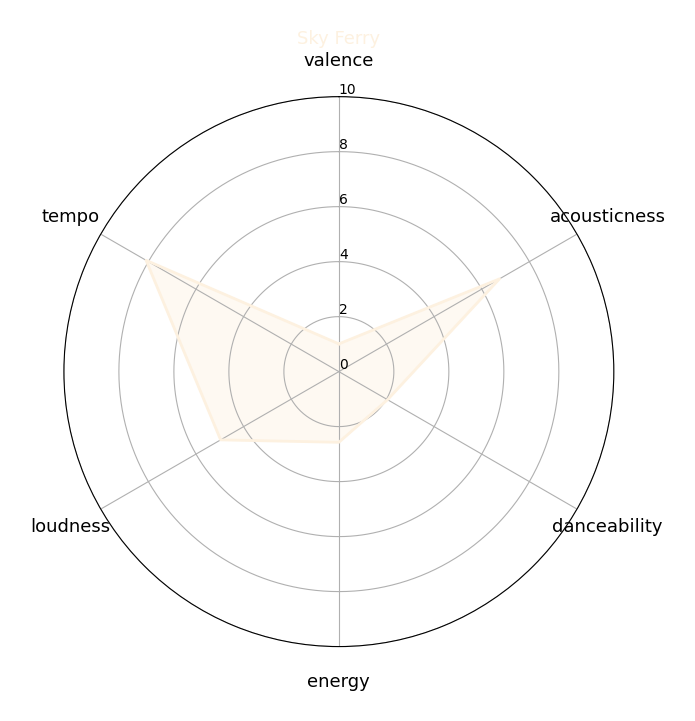 Sky Ferry
valence
10
8
6
4
2
0
tempo
acousticness
loudness
danceability
energy